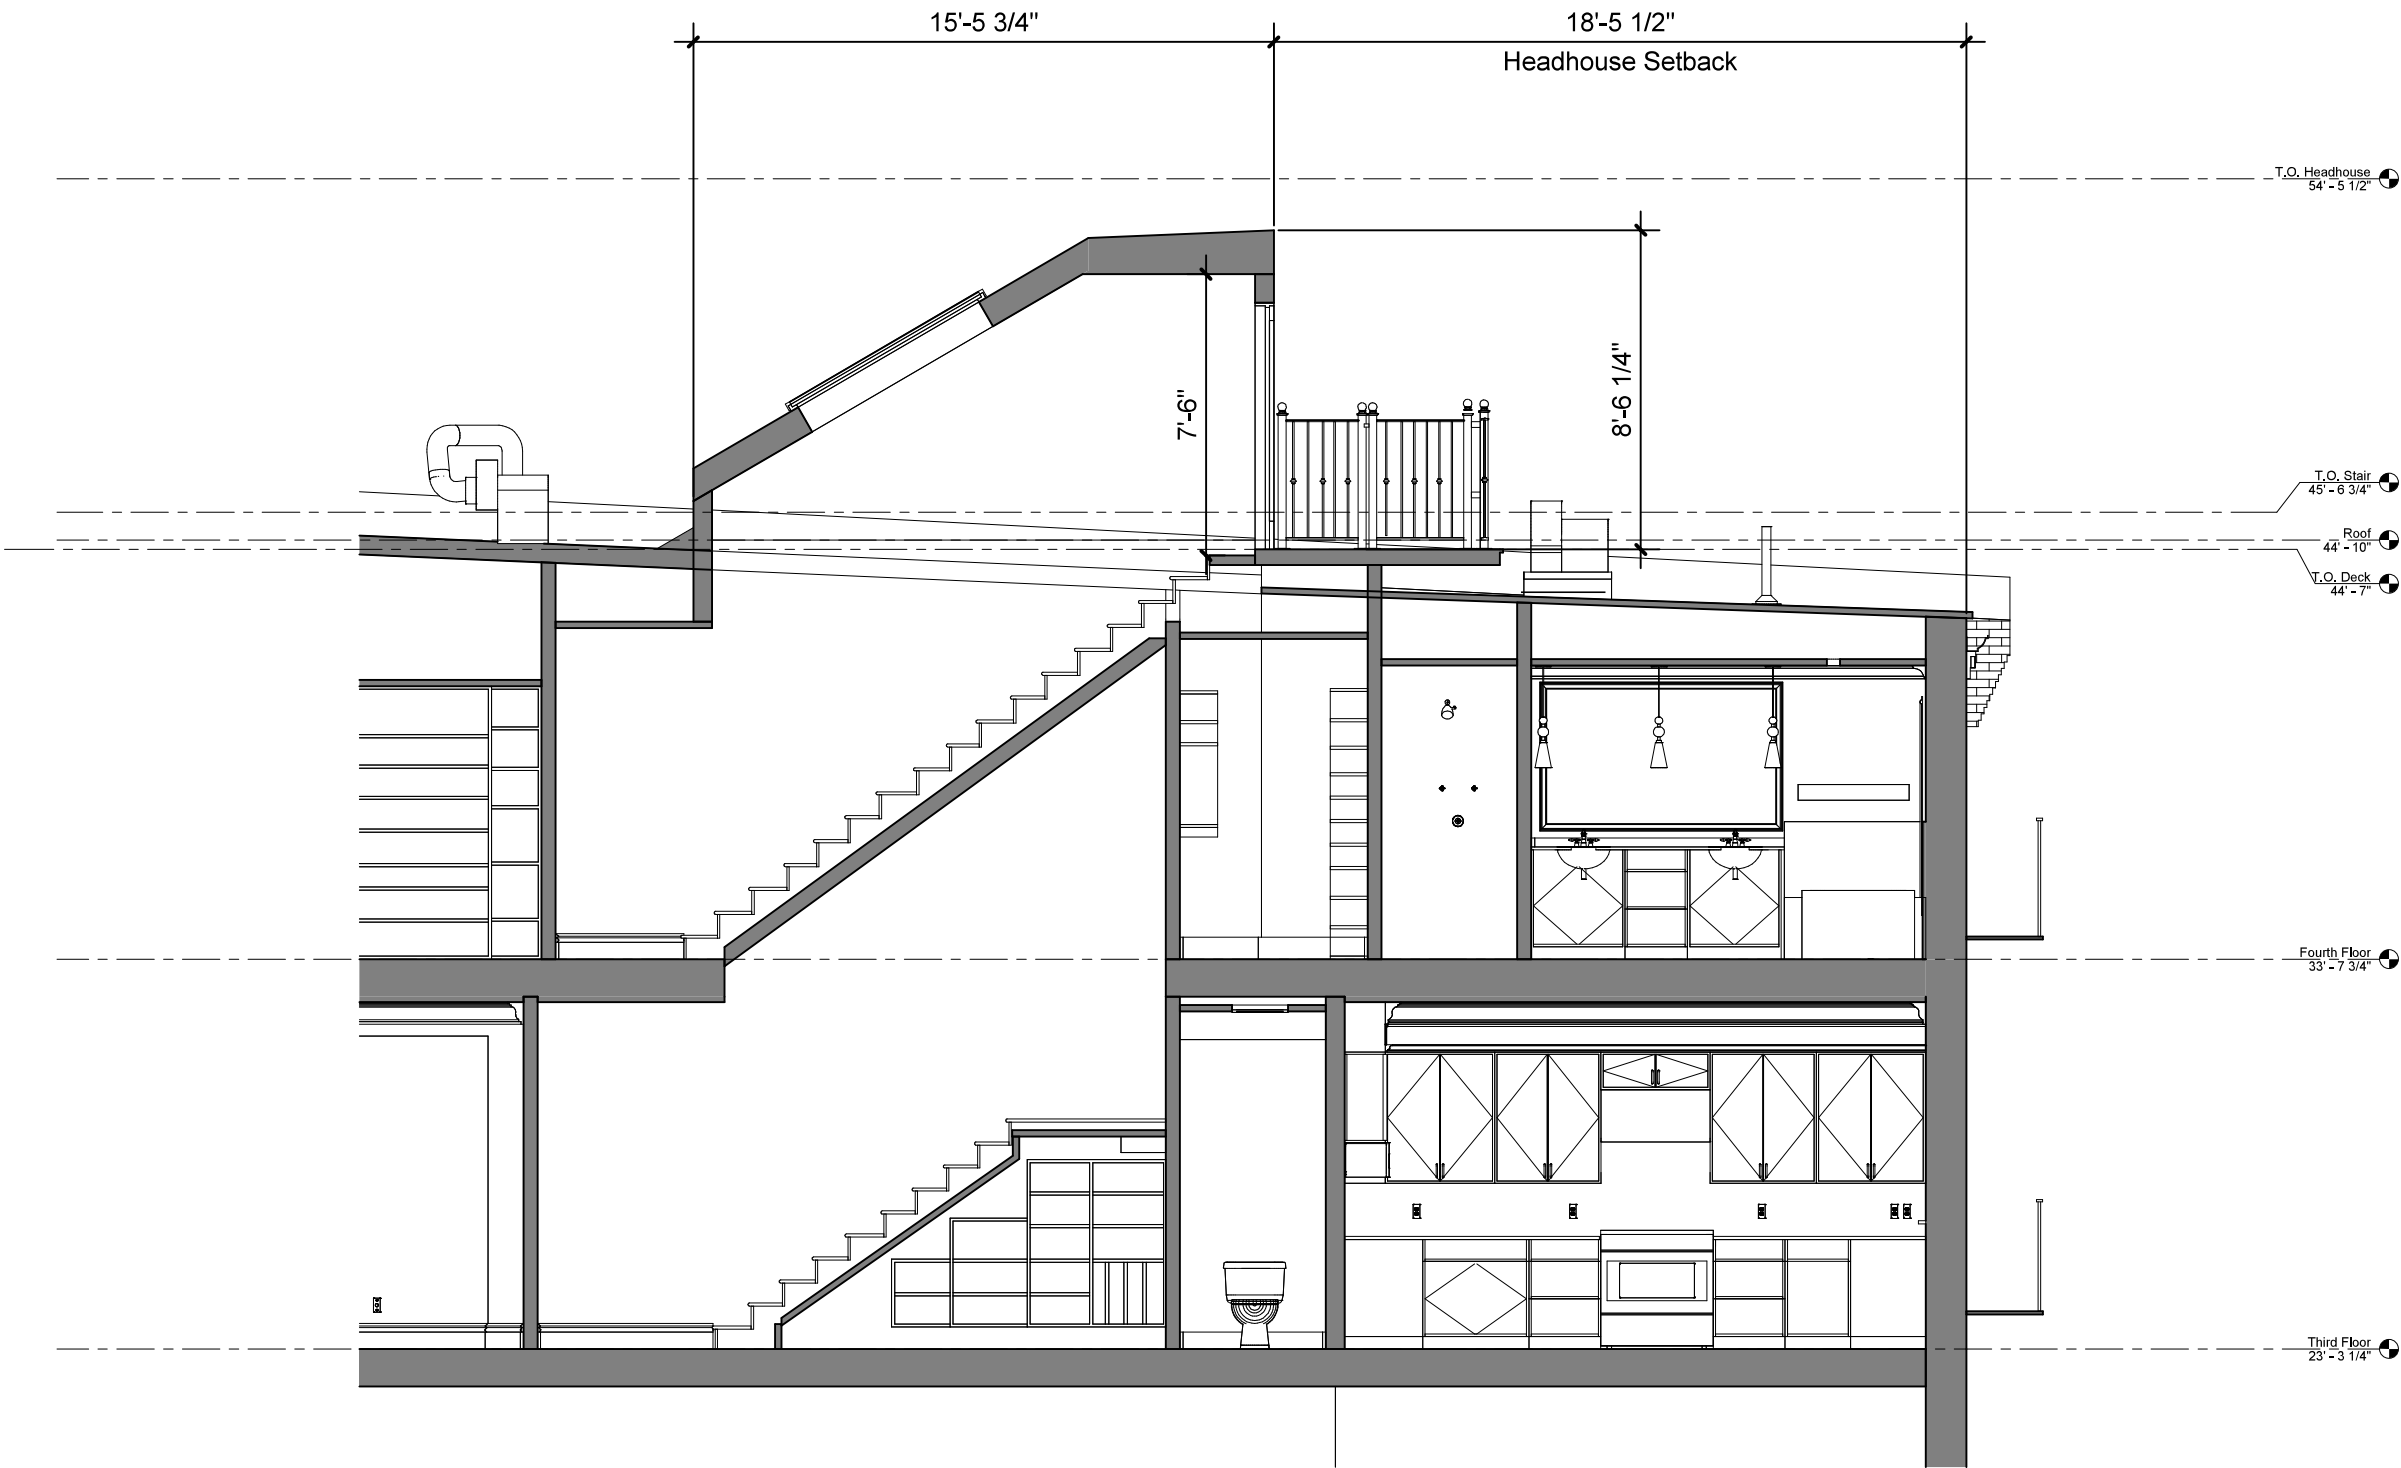 15'-5 3/4"
18'-5 1/2"
Headhouse Setback
T.O. Headhouse
54' - 5 1/2"
7'-6"
8'-6 1/4"
T.O. Stair
45' - 6 3/4"
Roof
44' - 10"
T.O. Deck
44' - 7"
Fourth Floor
33' - 7 3/4"
Third Floor
23' - 3 1/4"